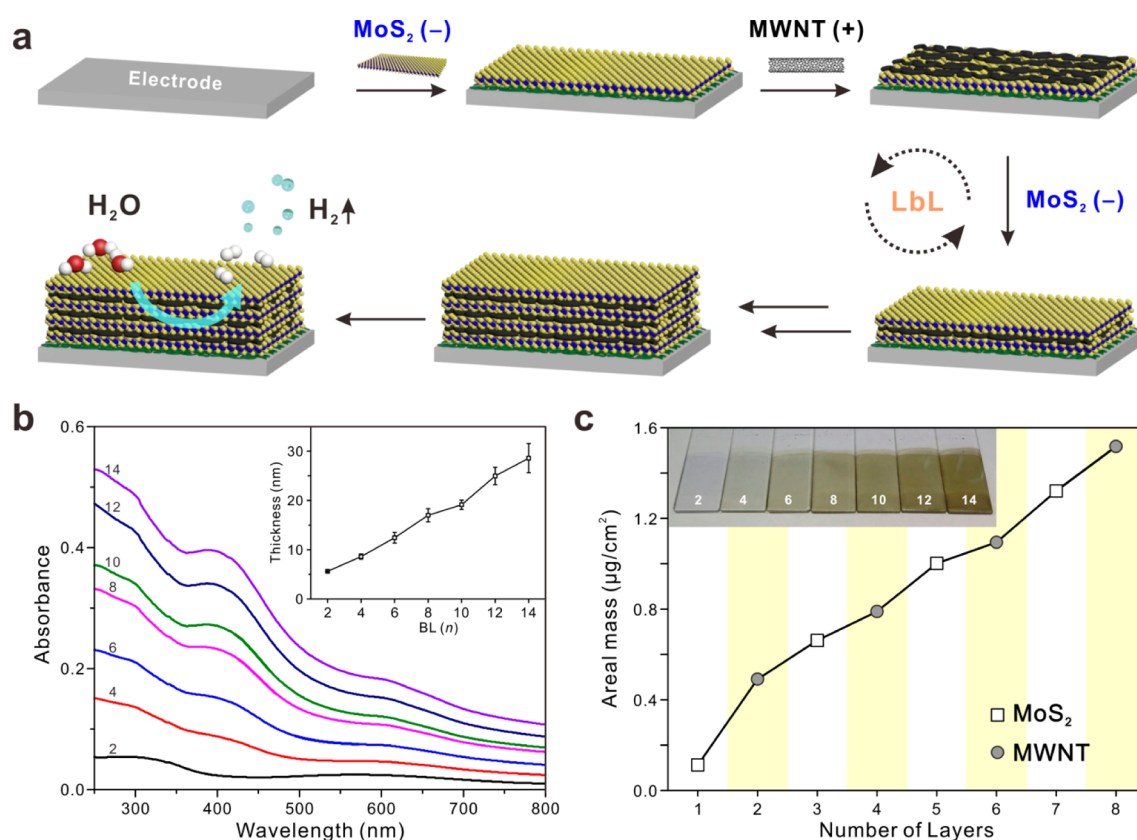 a
MoS2 (–)
MWNT (+)
Electrode
H2O
H2
LbL
MoS2 (–)
b
0.6
0.4
0.2
0.0
Absorbance
14
12
10
8
6
4
2
300 400 500 600 700 800
Wavelength (nm)
30
20
10
0
Thickness (nm)
2 4 6 8 10 12 14
BL (n)
c
1.6
1.2
0.8
0.4
0.0
Areal mass (µg/cm²)
2 4 6 8 10 12 14
MoS2
MWNT
1 2 3 4 5 6 7 8
Number of Layers